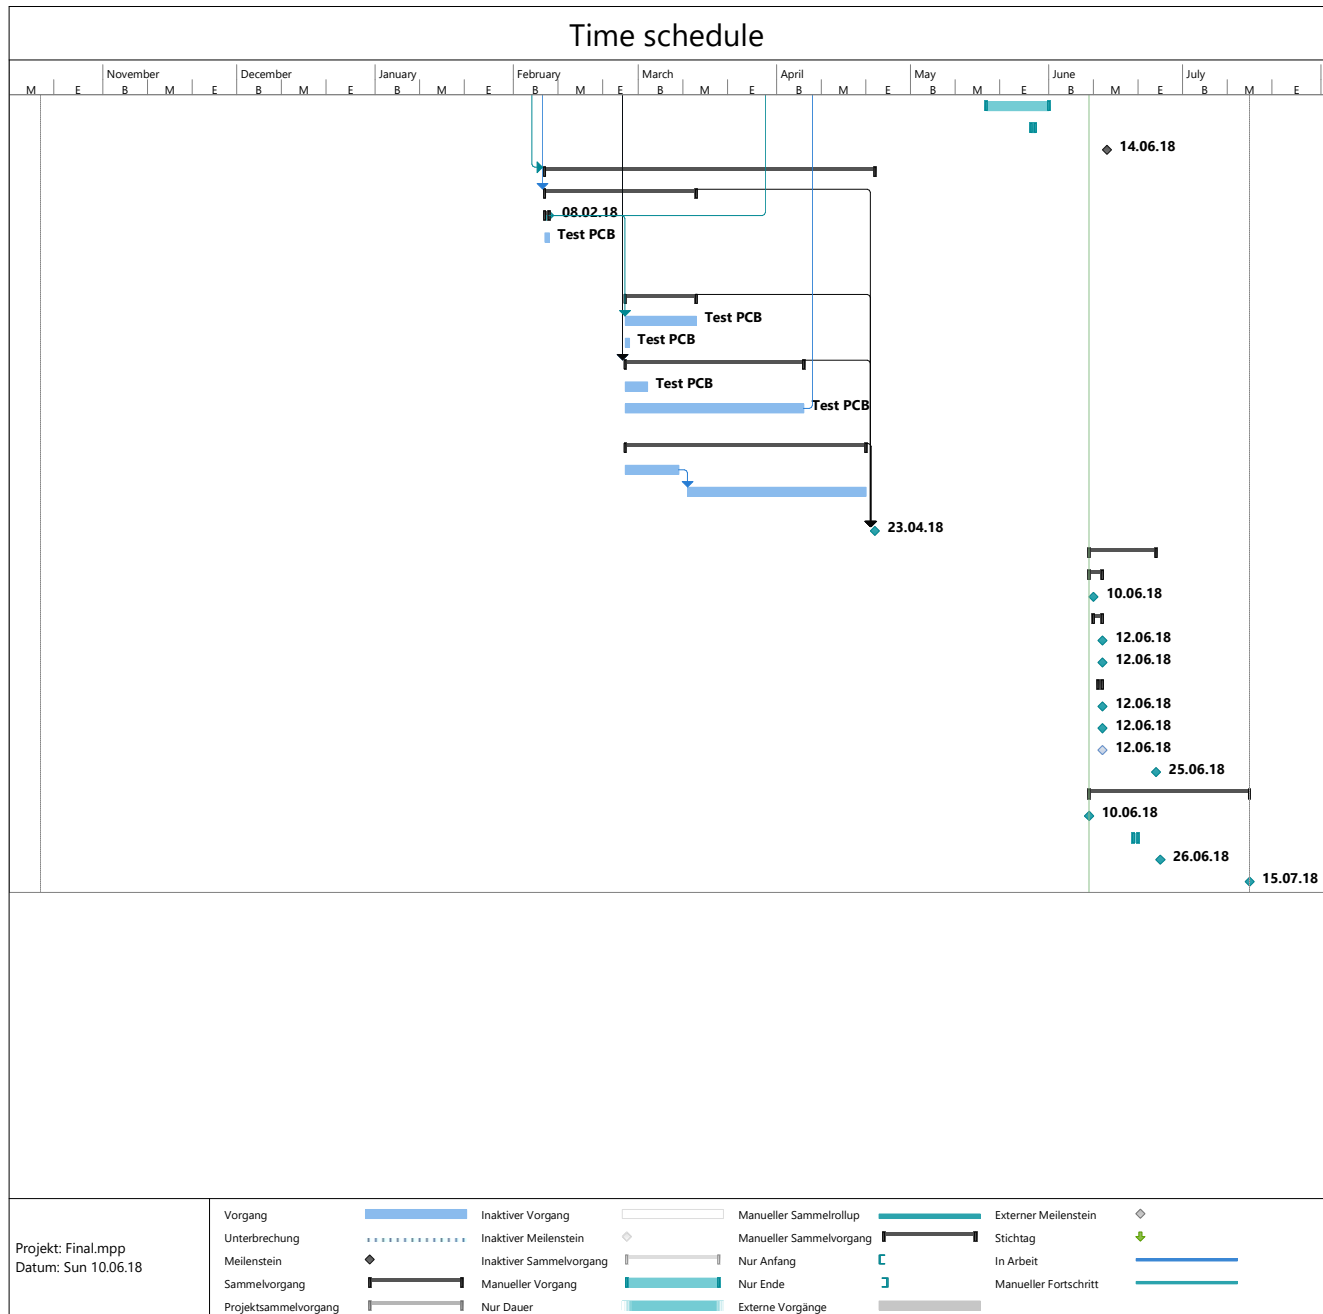 Time schedule
November December January February March April May June July
M E B M E B M E B M E B M E B M E B M E B M E B M E B M E
14.06.18
08.02.18
Test PCB
Test PCB
Test PCB
Test PCB
Test PCB
23.04.18
10.06.18
12.06.18
12.06.18
12.06.18
12.06.18
12.06.18
25.06.18
10.06.18
26.06.18
15.07.18
Projekt: Final.mpp
Datum: Sun 10.06.18
Vorgang Inaktiver Vorgang Manueller Sammelrollup Externer Meilenstein
Unterbrechung Inaktiver Meilenstein Manueller Sammelvorgang Stichtag
Meilenstein Inaktiver Sammelvorgang Nur Anfang In Arbeit
Sammelvorgang Manueller Vorgang Nur Ende Manueller Fortschritt
Projektsammelvorgang Nur Dauer Externe Vorgänge